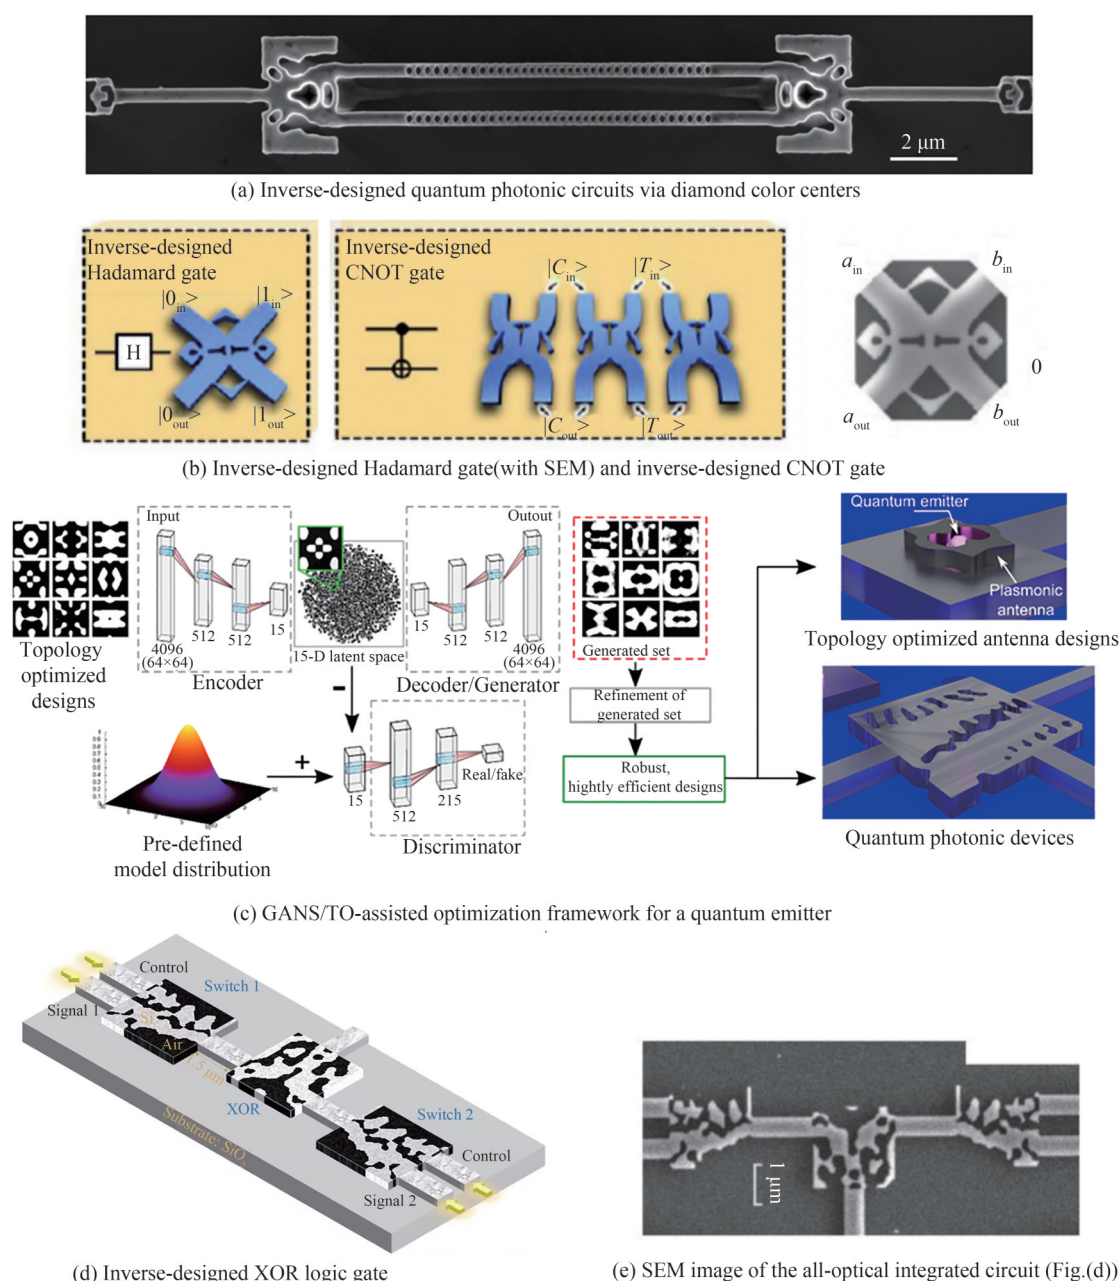 2 μm
(a) Inverse-designed quantum photonic circuits via diamond color centers
Inverse-designed
Hadamard gate
|0in>
|1in>
H
|0out>
|1out>
Inverse-designed
CNOT gate
|Cin>
|Tin>
|Cout>
|Tout>
ain
bin
0
aout
bout
(b) Inverse-designed Hadamard gate(with SEM) and inverse-designed CNOT gate
Input
Outout
512
512
15
4096
(64×64)
Encoder
15-D latent space
15
512
512
4096
(64×64)
Decoder/Generator
Topology
optimized
designs
Generated set
Refinement of
generated set
Robust,
hightly efficient designs
Quantum
emitter
Plasmonic
antenna
Topology optimized antenna designs
Quantum photonic devices
−
+
Pre-defined
model distribution
15
512
215
Real/fake
Discriminator
(c) GANS/TO-assisted optimization framework for a quantum emitter
Control
Signal 1
Switch 1
Si
Air
1.5 μm
XOR
Switch 2
Control
Signal 2
Substrate: SiO2
(d) Inverse-designed XOR logic gate
1 μm
(e) SEM image of the all-optical integrated circuit (Fig.(d))